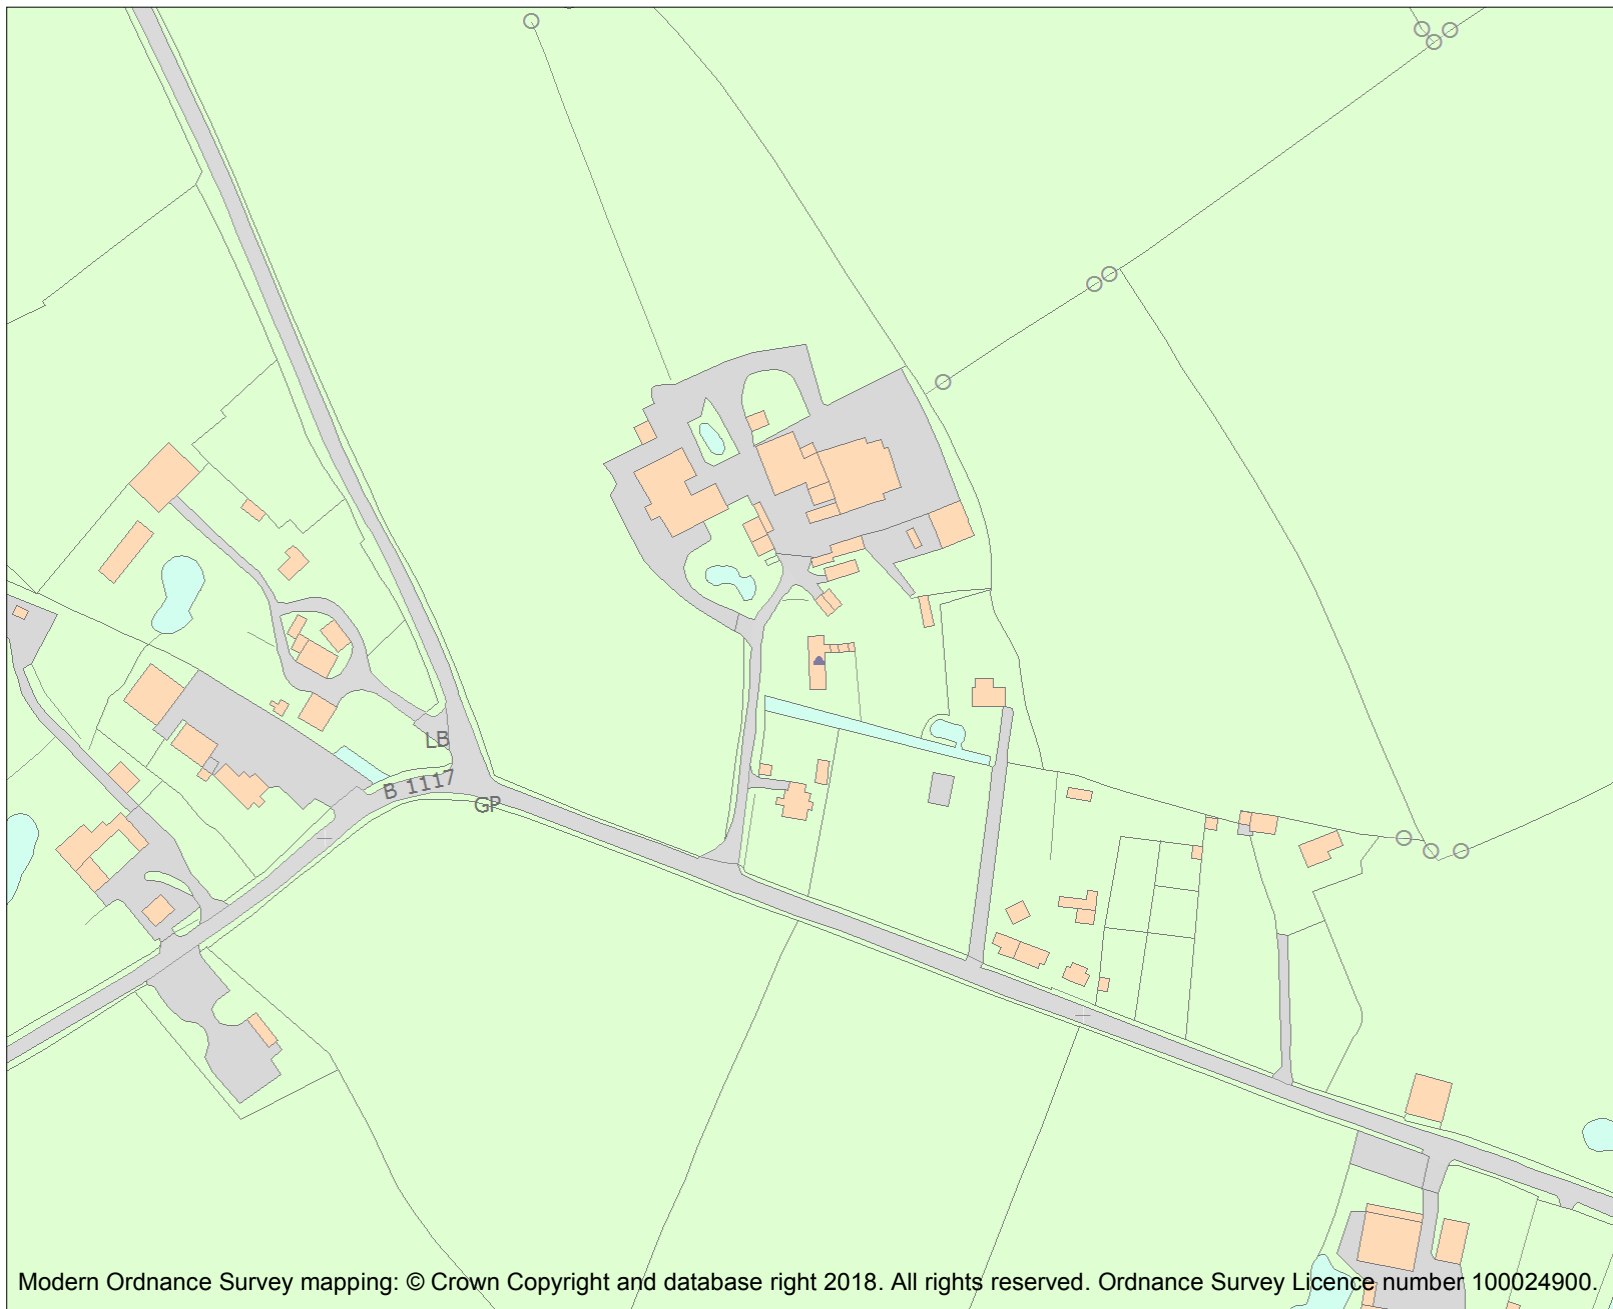 LB
B 1117
GP
Modern Ordnance Survey mapping: © Crown Copyright and database right 2018. All rights reserved. Ordnance Survey Licence number 100024900.